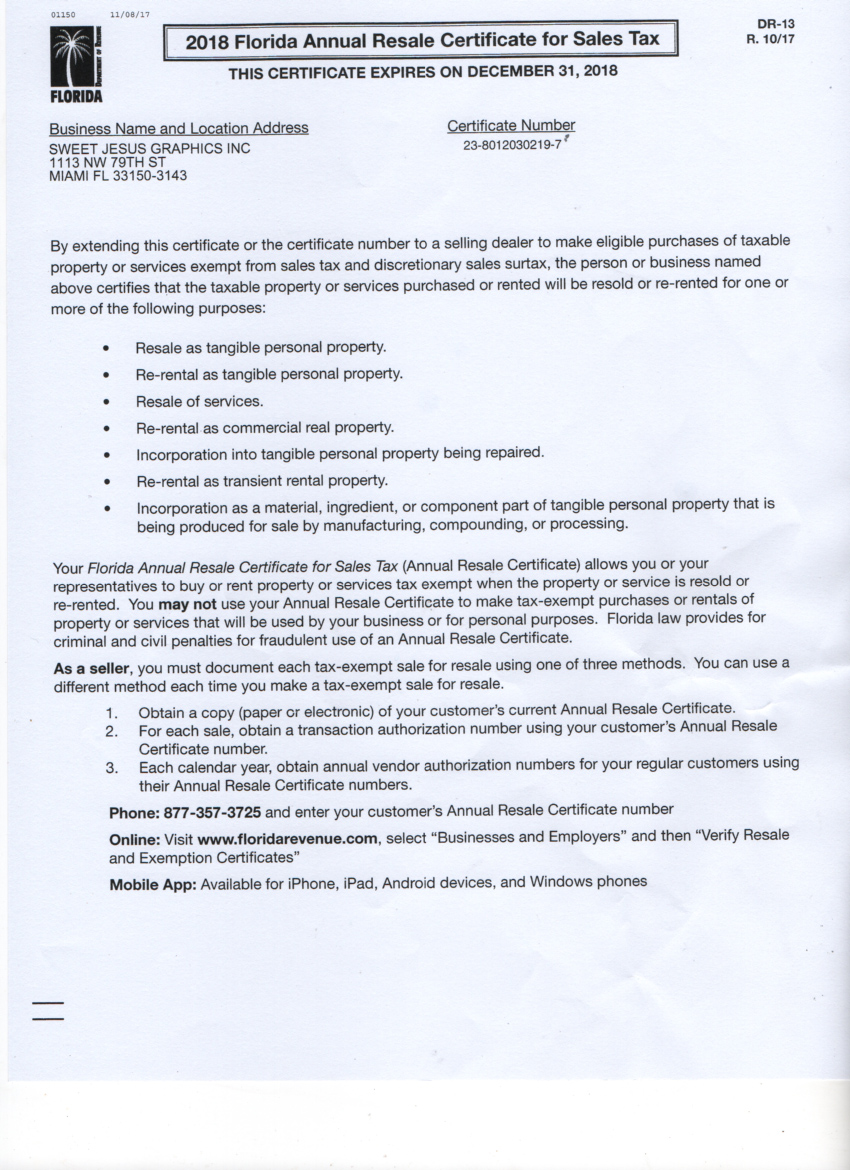 01150 11/08/17
DR-13
R. 10/17
2018 Florida Annual Resale Certificate for Sales Tax
THIS CERTIFICATE EXPIRES ON DECEMBER 31, 2018
DEPARTMENT OF REVENUE
FLORIDA
Business Name and Location Address
SWEET JESUS GRAPHICS INC
1113 NW 79TH ST
MIAMI FL 33150-3143
Certificate Number
23-8012030219-7
By extending this certificate or the certificate number to a selling dealer to make eligible purchases of taxable
property or services exempt from sales tax and discretionary sales surtax, the person or business named
above certifies that the taxable property or services purchased or rented will be resold or re-rented for one or
more of the following purposes:
• Resale as tangible personal property.
• Re-rental as tangible personal property.
• Resale of services.
• Re-rental as commercial real property.
• Incorporation into tangible personal property being repaired.
• Re-rental as transient rental property.
• Incorporation as a material, ingredient, or component part of tangible personal property that is
being produced for sale by manufacturing, compounding, or processing.
Your Florida Annual Resale Certificate for Sales Tax (Annual Resale Certificate) allows you or your
representatives to buy or rent property or services tax exempt when the property or service is resold or
re-rented. You may not use your Annual Resale Certificate to make tax-exempt purchases or rentals of
property or services that will be used by your business or for personal purposes. Florida law provides for
criminal and civil penalties for fraudulent use of an Annual Resale Certificate.
As a seller, you must document each tax-exempt sale for resale using one of three methods. You can use a
different method each time you make a tax-exempt sale for resale.
1. Obtain a copy (paper or electronic) of your customer's current Annual Resale Certificate.
2. For each sale, obtain a transaction authorization number using your customer's Annual Resale
Certificate number.
3. Each calendar year, obtain annual vendor authorization numbers for your regular customers using
their Annual Resale Certificate numbers.
Phone: 877-357-3725 and enter your customer's Annual Resale Certificate number
Online: Visit www.floridarevenue.com, select "Businesses and Employers" and then "Verify Resale
and Exemption Certificates"
Mobile App: Available for iPhone, iPad, Android devices, and Windows phones